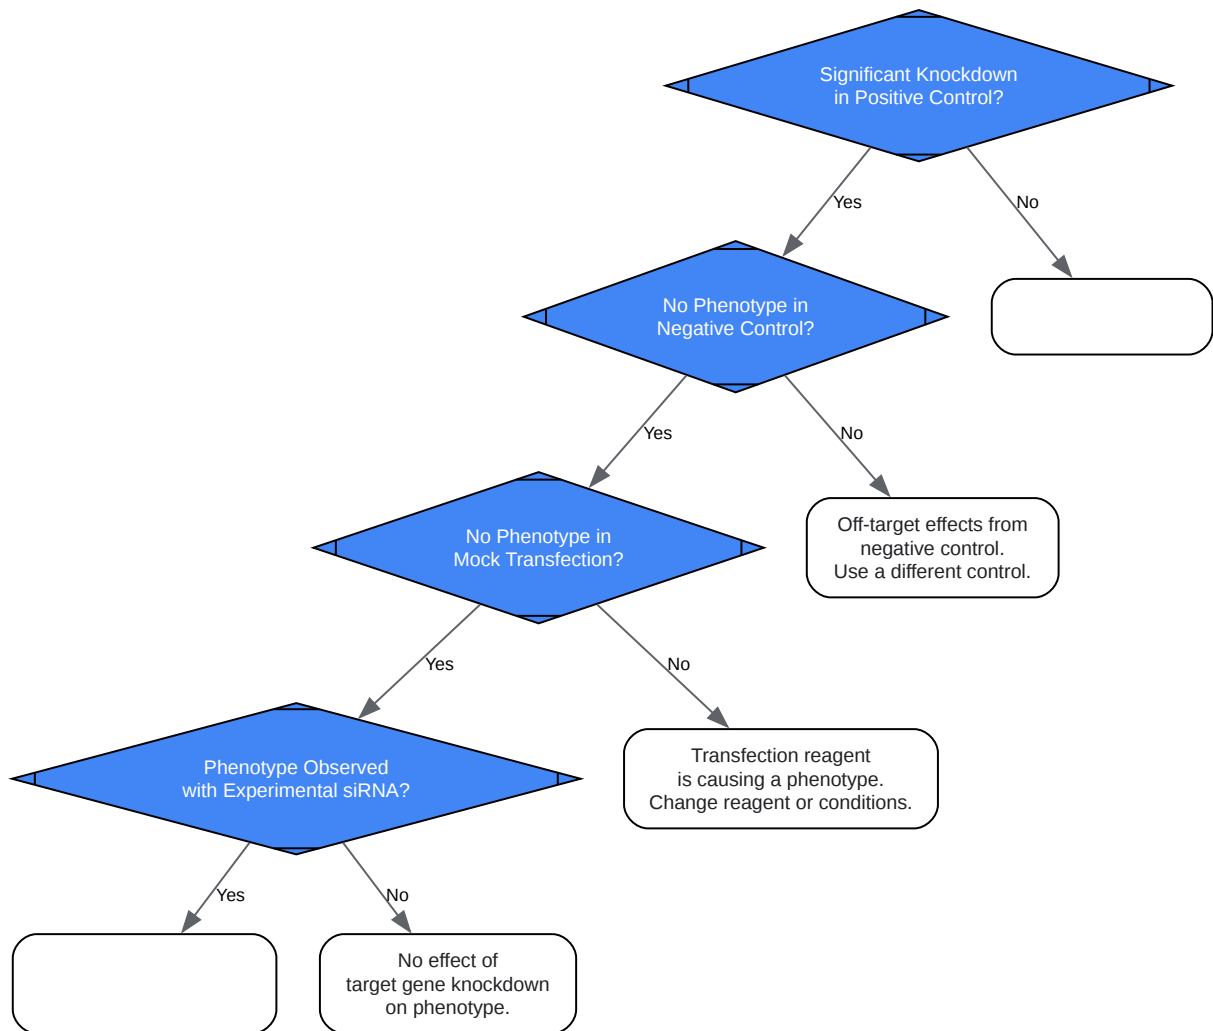 Significant Knockdown
in Positive Control?
Yes
No
No Phenotype in
Negative Control?
Yes
No
No Phenotype in
Mock Transfection?
Off-target effects from
negative control.
Use a different control.
Yes
No
Phenotype Observed
with Experimental siRNA?
Transfection reagent
is causing a phenotype.
Change reagent or conditions.
Yes
No
No effect of
target gene knockdown
on phenotype.